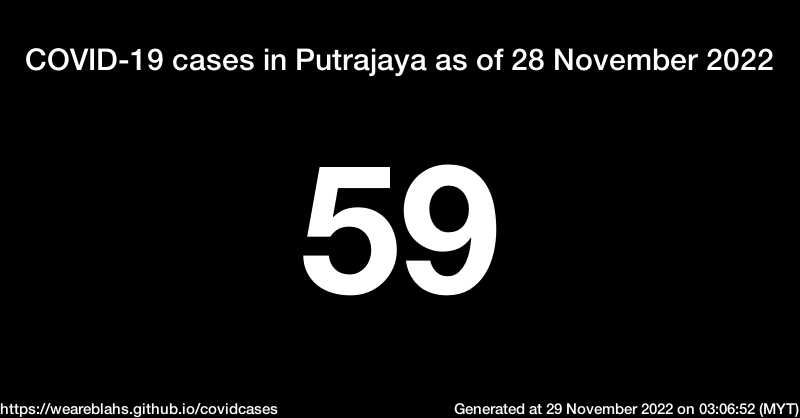 COVID-19 cases in Putrajaya as of 28 November 2022
59
https://weareblahs.github.io/covidcases
Generated at 29 November 2022 on 03:06:52 (MYT)